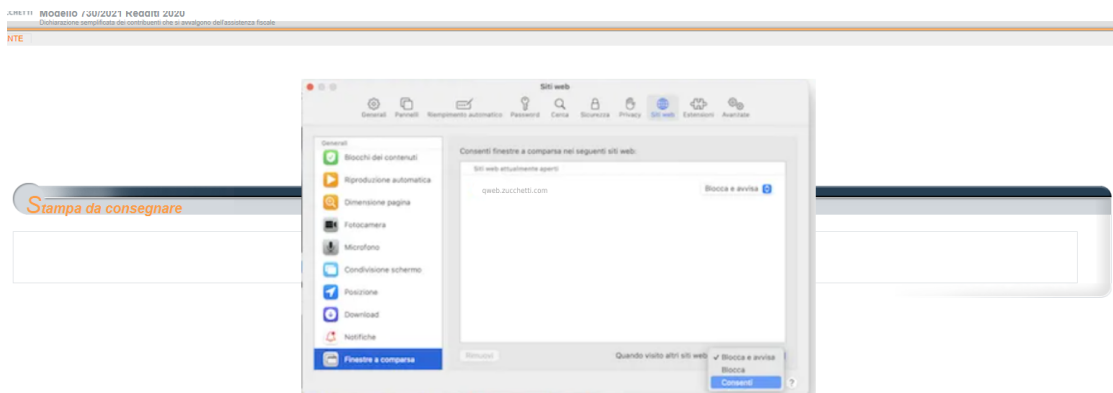 Modello 730/2021 Redditi 2020
Dichiarazione semplificata dei contribuenti che si avvalgono dell'assistenza fiscale
NTE
Siti web
Generali Pannelli Riempimento automatico Password Cerca Sicurezza Privacy Siti web Estensioni Avanzate
Generali
Blocchi dei contenuti
Riproduzione automatica
Dimensione pagina
Fotocamera
Microfono
Condivisione schermo
Posizione
Download
Notifiche
Finestre a comparsa
Consenti finestre a comparsa nei seguenti siti web:
Siti web attualmente aperti
qweb.zucchetti.com Blocca e avvisa
Rimuovi
Quando visito altri siti web
✓ Blocca e avvisa
Blocca
Consenti
?
Stampa da consegnare